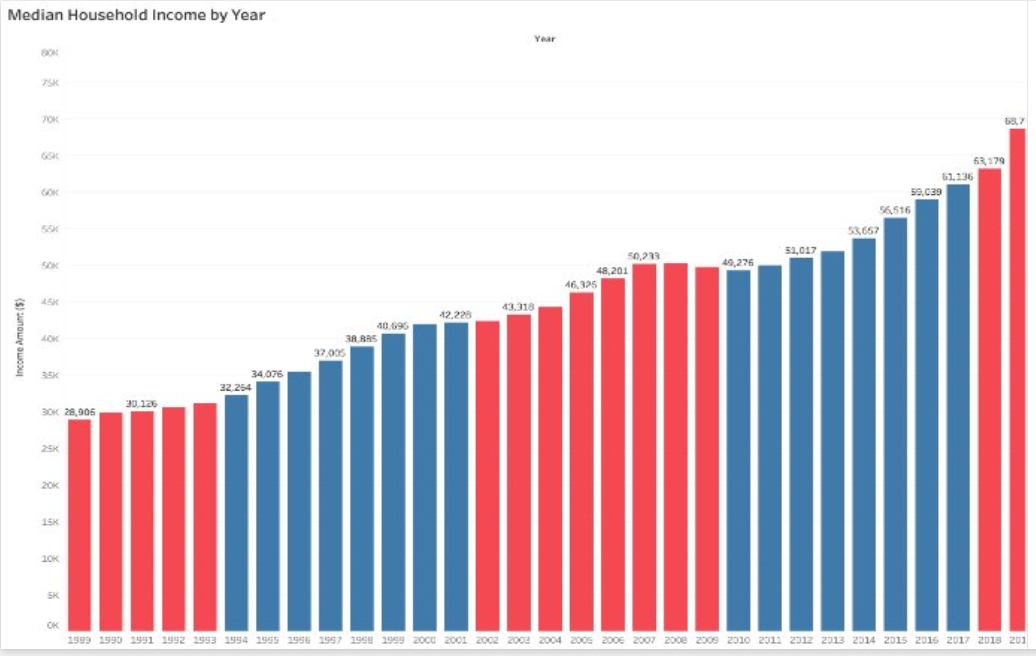 Median Household Income by Year
Year
80K
75K
70K
65K
60K
55K
50K
45K
40K
35K
30K
25K
20K
15K
10K
5K
0K
Income Amount ($)
28,906
30,126
32,264
34,076
37,005
38,885
40,696
42,228
43,318
46,326
48,201
50,233
49,276
51,017
53,657
56,516
59,039
61,136
63,179
68,7
1989 1990 1991 1992 1993 1994 1995 1996 1997 1998 1999 2000 2001 2002 2003 2004 2005 2006 2007 2008 2009 2010 2011 2012 2013 2014 2015 2016 2017 2018 201